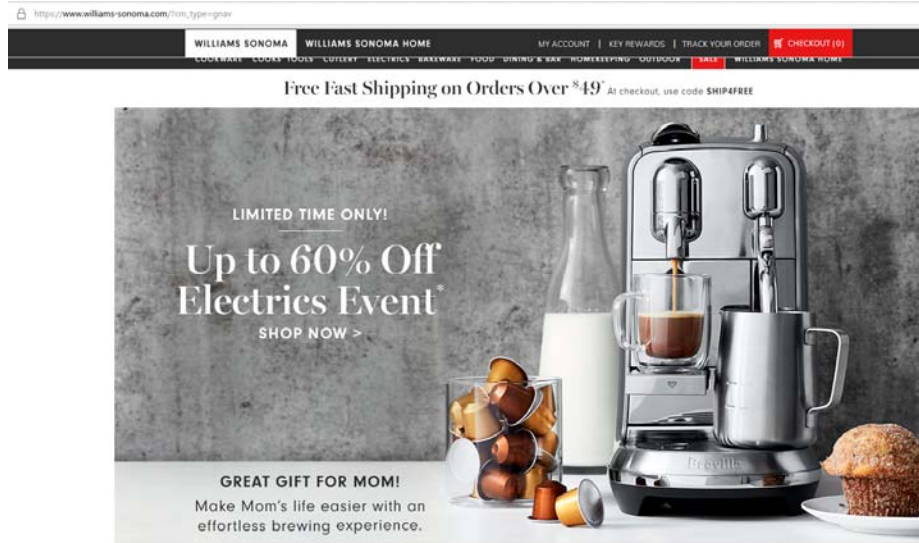 https://www.williams-sonoma.com/?cm_type=gnav
WILLIAMS SONOMA WILLIAMS SONOMA HOME MY ACCOUNT | KEY REWARDS | TRACK YOUR ORDER CHECKOUT (0)
COOKWARE COOKS' TOOLS CUTLERY ELECTRICS BAKEWARE FOOD DINING & BAR HOMEKEEPING OUTDOOR SALE WILLIAMS SONOMA HOME
Free Fast Shipping on Orders Over $49* At checkout, use code SHIP4FREE
LIMITED TIME ONLY!
Up to 60% Off
Electrics Event*
SHOP NOW >
Breville
GREAT GIFT FOR MOM!
Make Mom's life easier with an
effortless brewing experience.